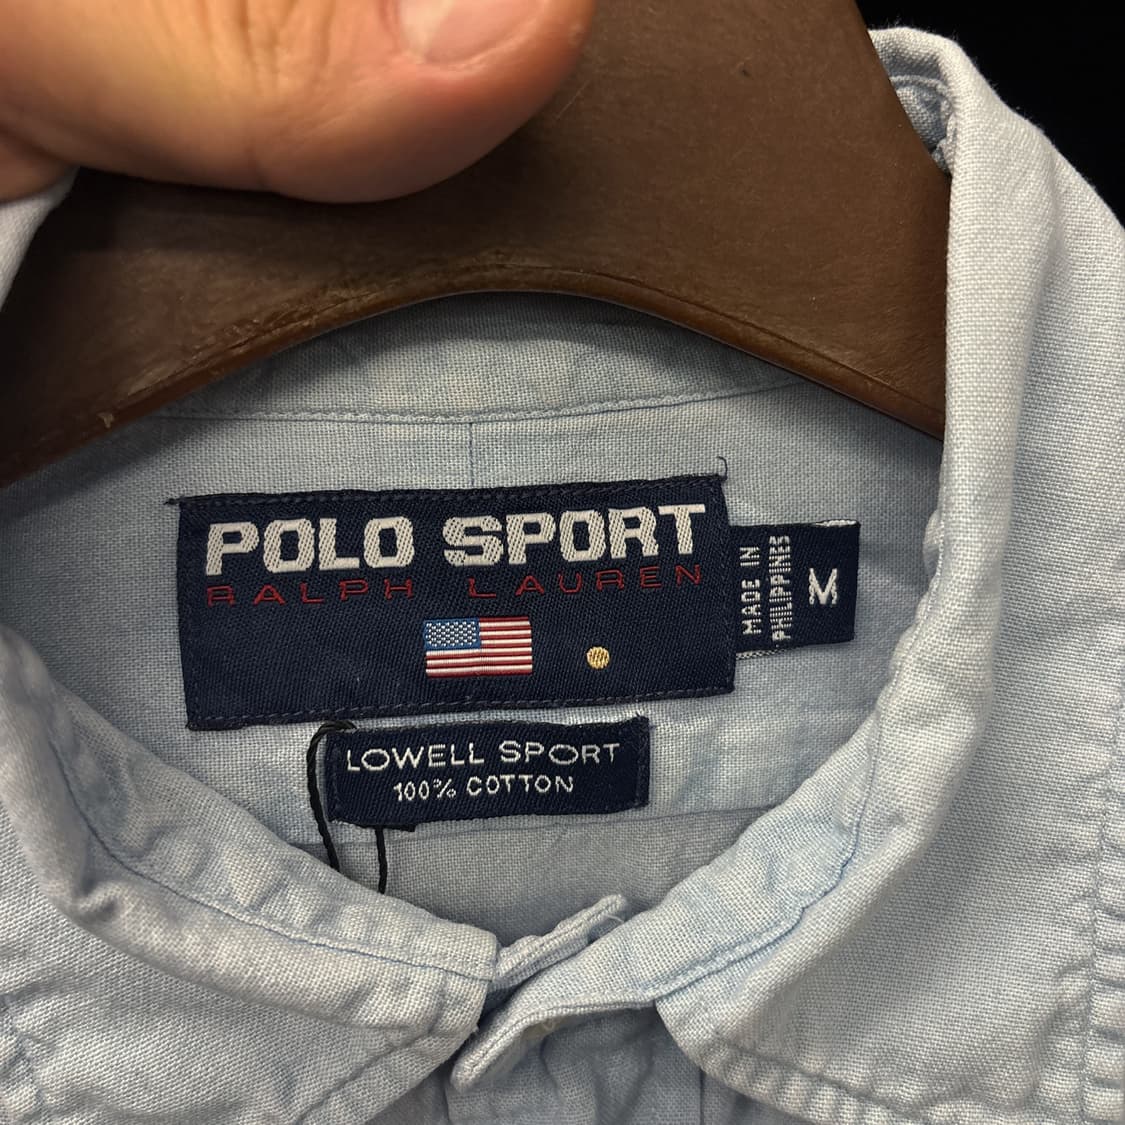 POLO SPORT
RALPH LAUREN
MADE IN
PHILIPPINES
M
LOWELL SPORT
100% COTTON